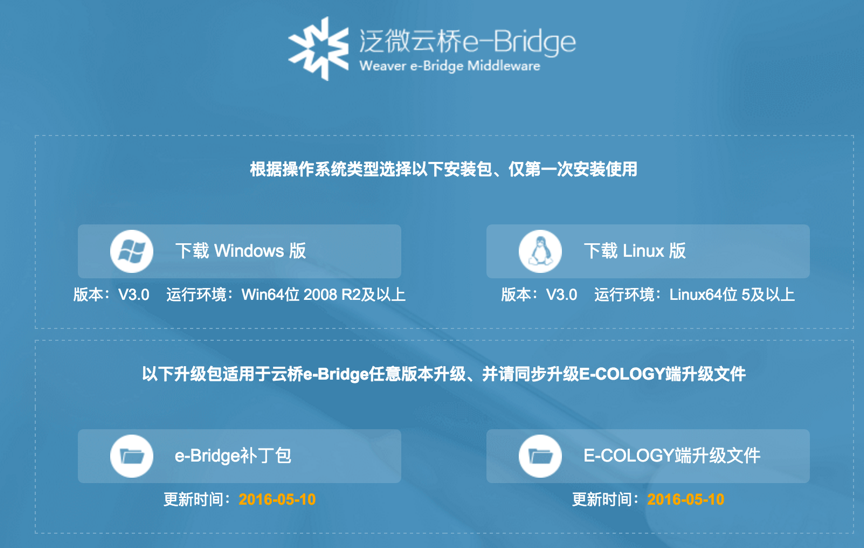 泛微云桥e-Bridge
Weaver e-Bridge Middleware
根据操作系统类型选择以下安装包、仅第一次安装使用
下载 Windows 版
下载 Linux 版
版本：V3.0 运行环境：Win64位 2008 R2及以上
版本：V3.0 运行环境：Linux64位 5及以上
以下升级包适用于云桥e-Bridge任意版本升级、并请同步升级E-COLOGY端升级文件
e-Bridge补丁包
E-COLOGY端升级文件
更新时间：2016-05-10
更新时间：2016-05-10